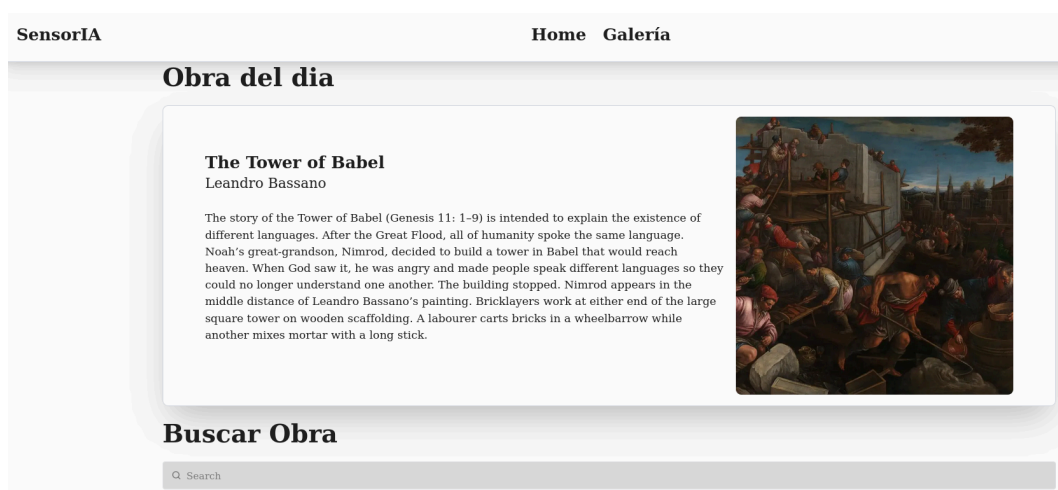 SensorIA
Home Galería
Obra del dia
The Tower of Babel
Leandro Bassano
The story of the Tower of Babel (Genesis 11: 1–9) is intended to explain the existence of
different languages. After the Great Flood, all of humanity spoke the same language.
Noah’s great-grandson, Nimrod, decided to build a tower in Babel that would reach
heaven. When God saw it, he was angry and made people speak different languages so they
could no longer understand one another. The building stopped. Nimrod appears in the
middle distance of Leandro Bassano’s painting. Bricklayers work at either end of the large
square tower on wooden scaffolding. A labourer carts bricks in a wheelbarrow while
another mixes mortar with a long stick.
Buscar Obra
Search